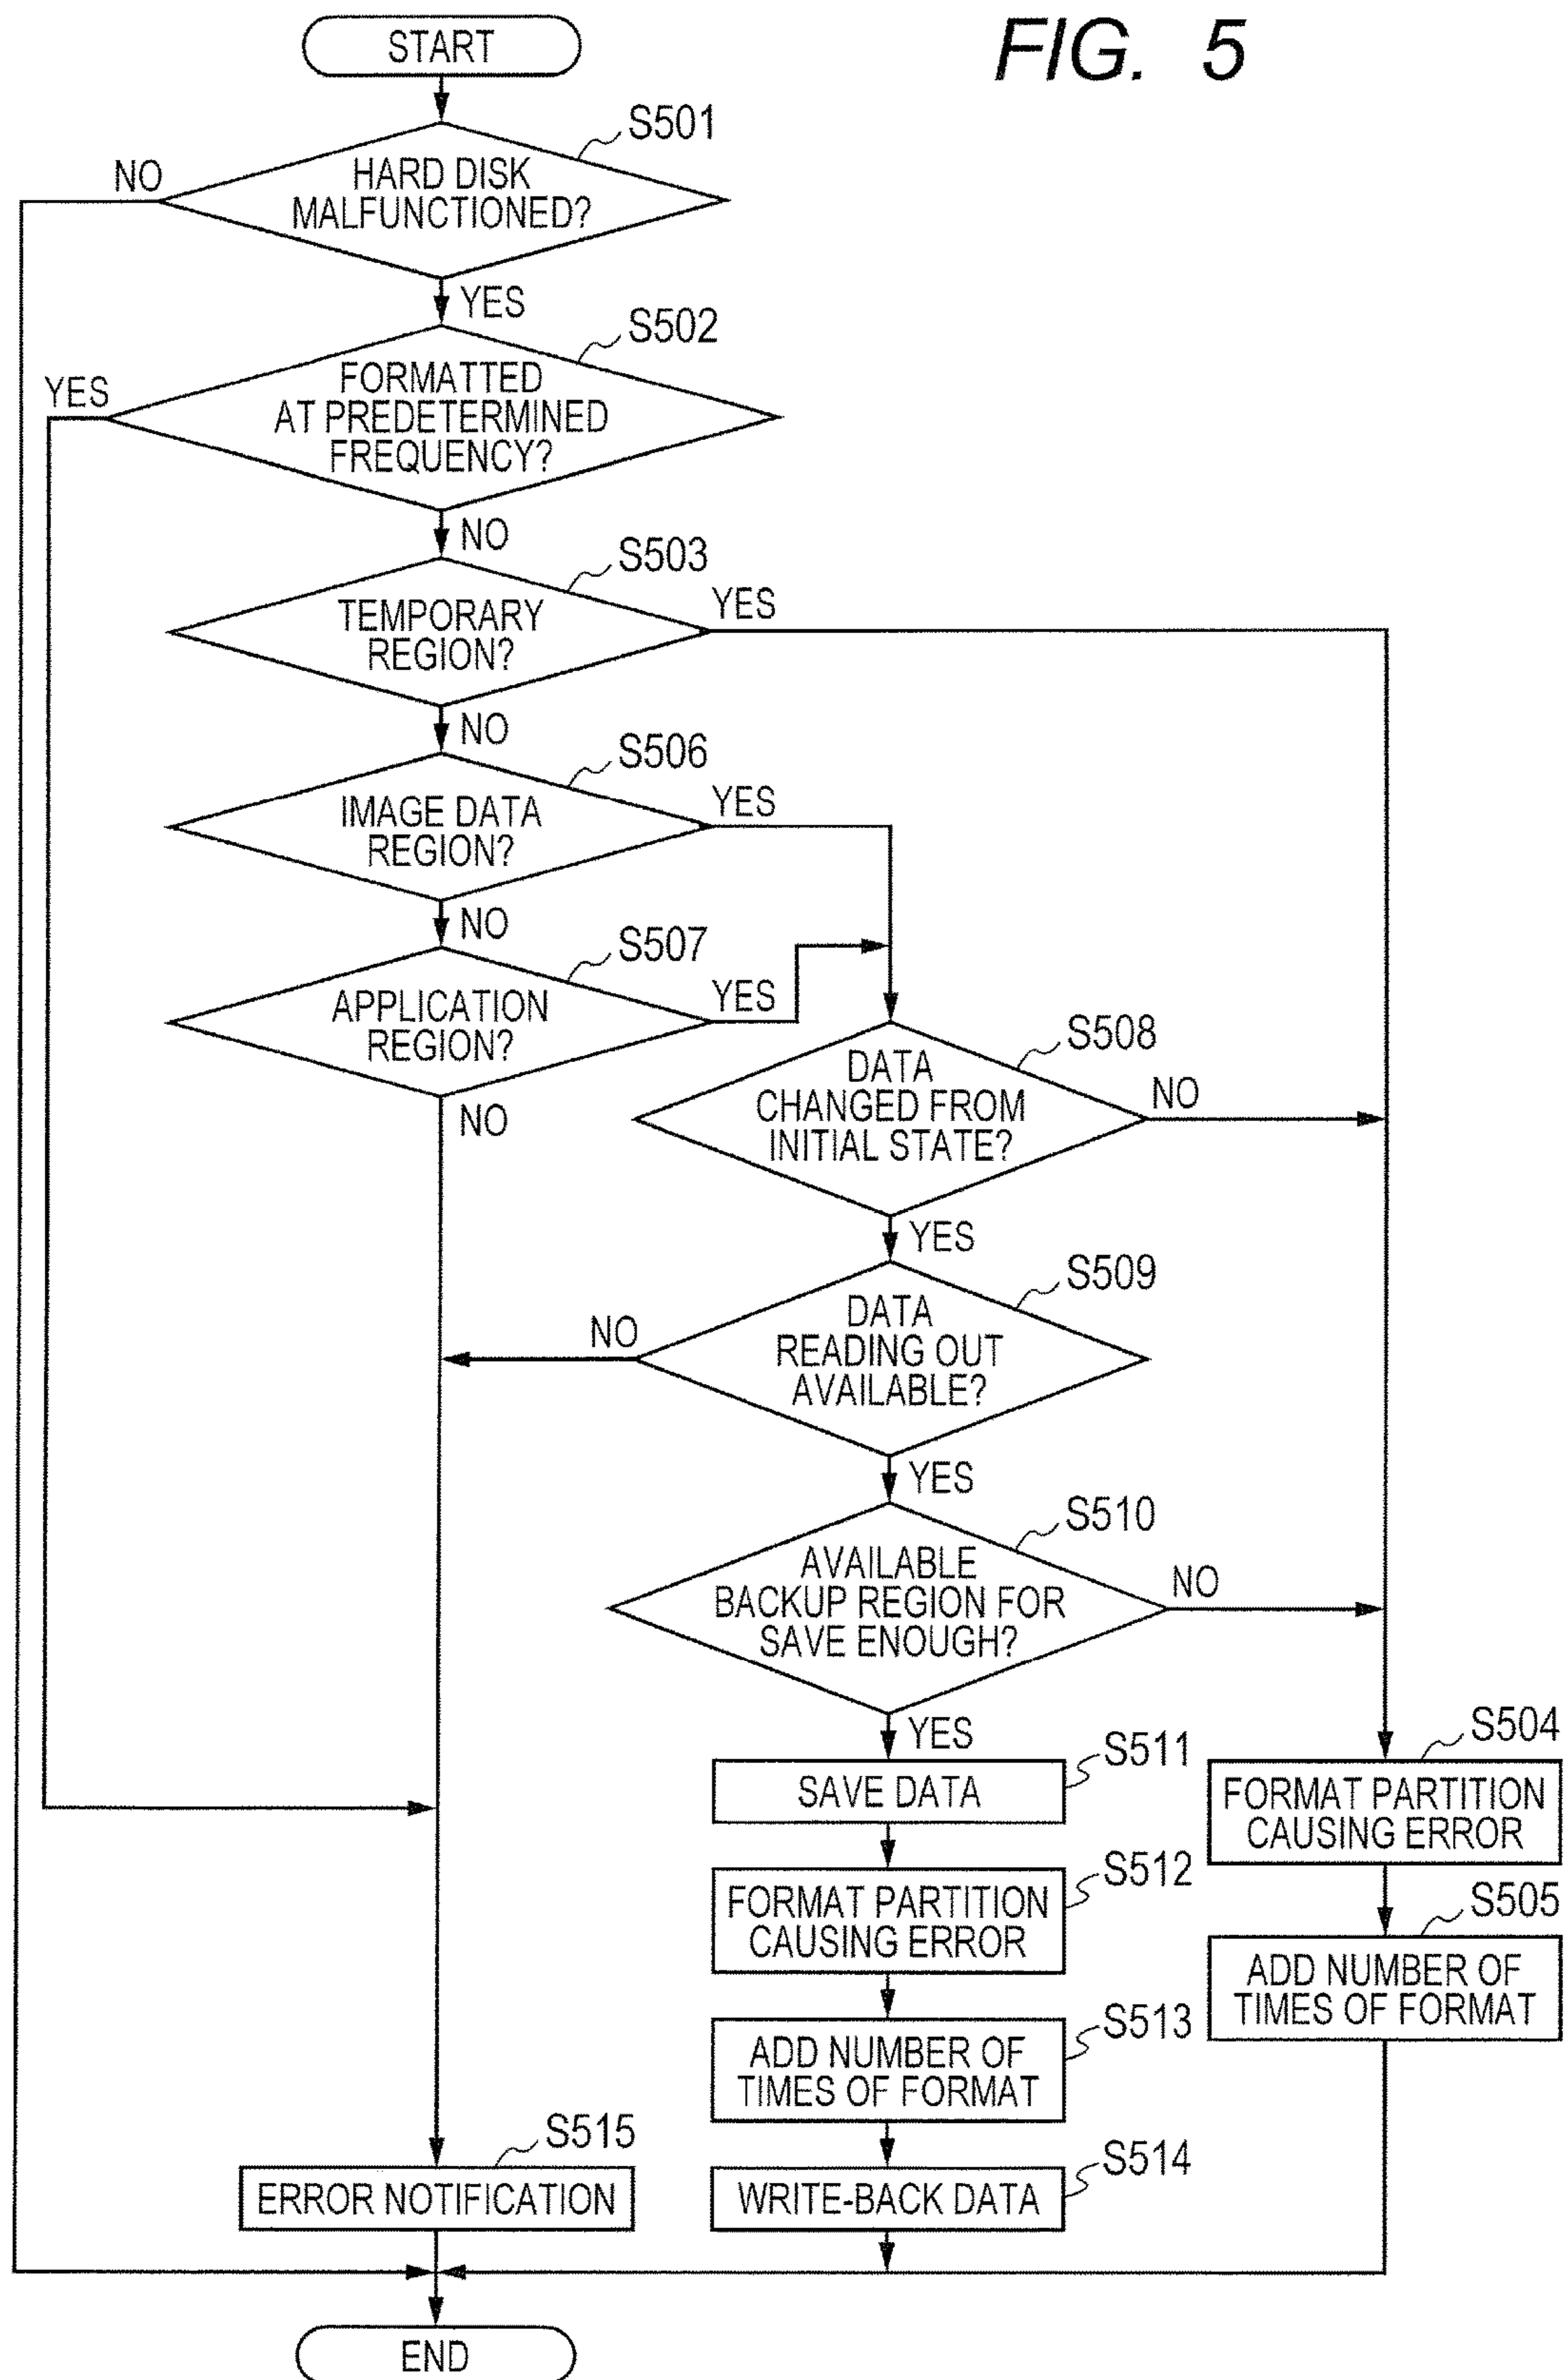 FIG. 5
START
S501
NO
HARD DISK
MALFUNCTIONED?
YES
S502
YES
FORMATTED
AT PREDETERMINED
FREQUENCY?
NO
S503
YES
TEMPORARY
REGION?
NO
S506
YES
IMAGE DATA
REGION?
NO
S507
YES
APPLICATION
REGION?
NO
S508
DATA
CHANGED FROM
INITIAL STATE?
NO
YES
S509
NO
DATA
READING OUT
AVAILABLE?
YES
S510
AVAILABLE
BACKUP REGION FOR
SAVE ENOUGH?
NO
YES
S511
SAVE DATA
S504
FORMAT PARTITION
CAUSING ERROR
S512
FORMAT PARTITION
CAUSING ERROR
S505
ADD NUMBER OF
TIMES OF FORMAT
S513
ADD NUMBER OF
TIMES OF FORMAT
S515
ERROR NOTIFICATION
S514
WRITE-BACK DATA
END